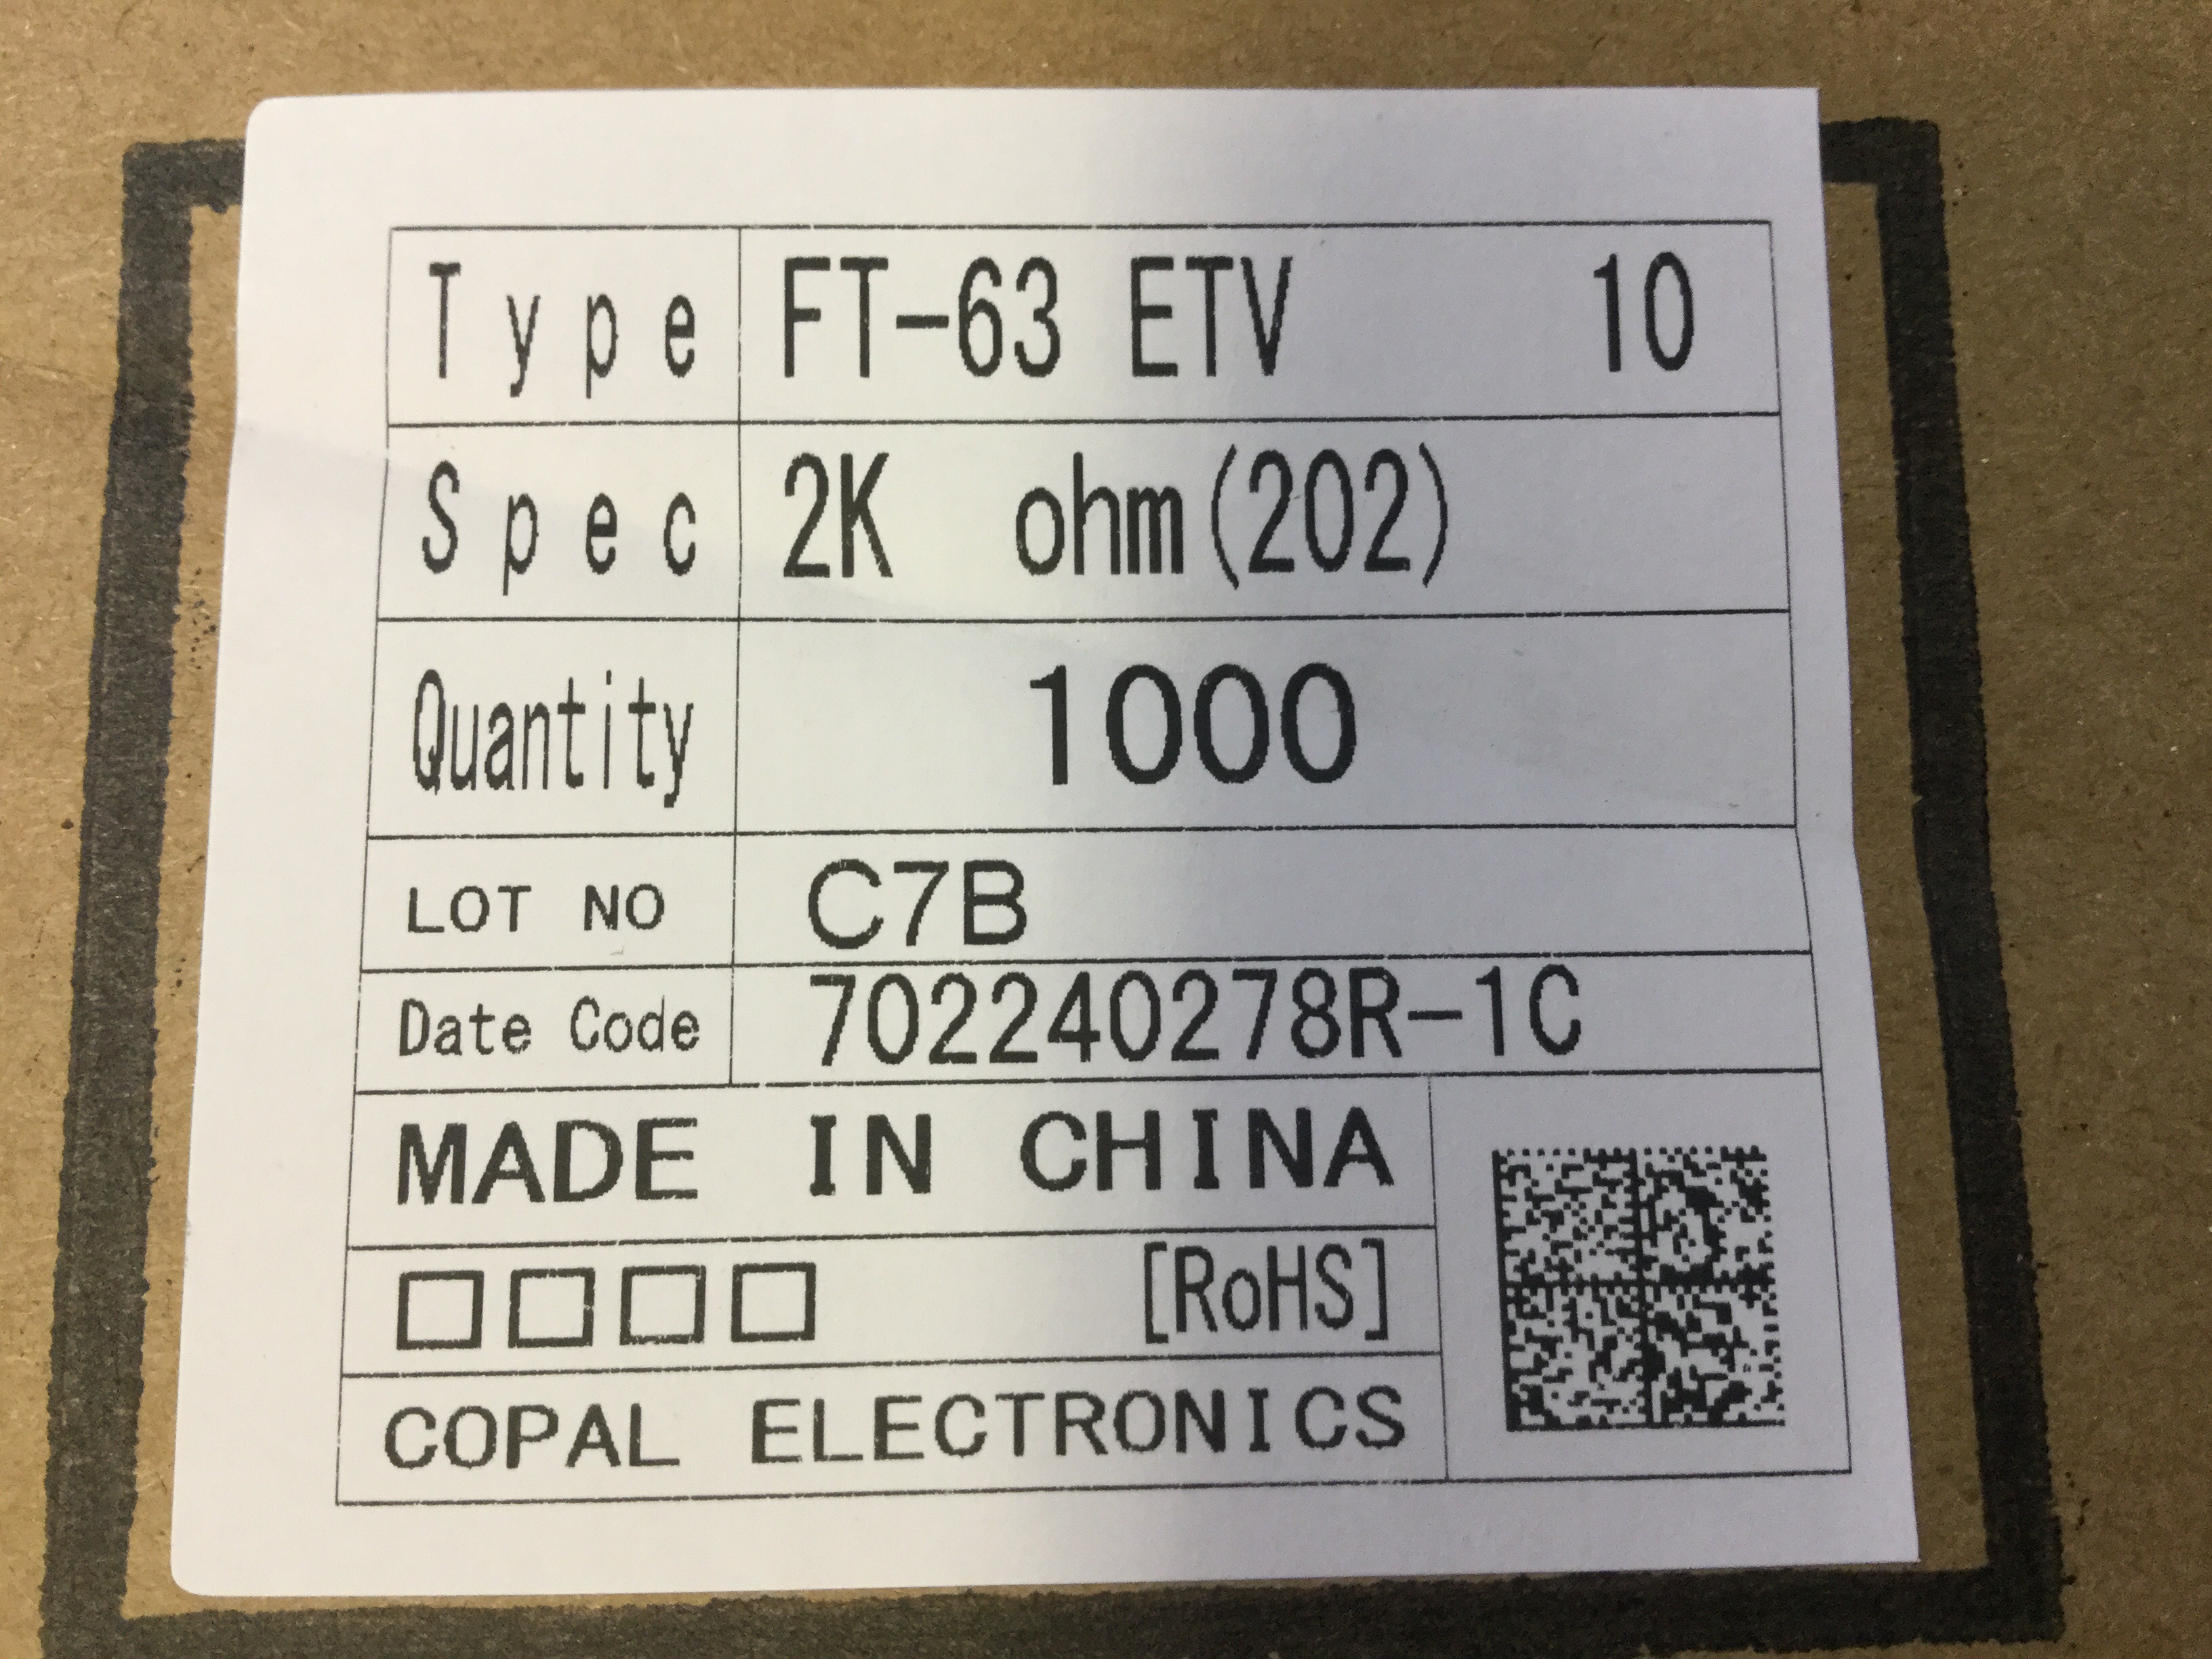 Type FT-63 ETV 10
Spec 2K ohm(202)
Quantity 1000
LOT NO C7B
Date Code 702240278R-1C
MADE IN CHINA
□□□□ [RoHS]
COPAL ELECTRONICS